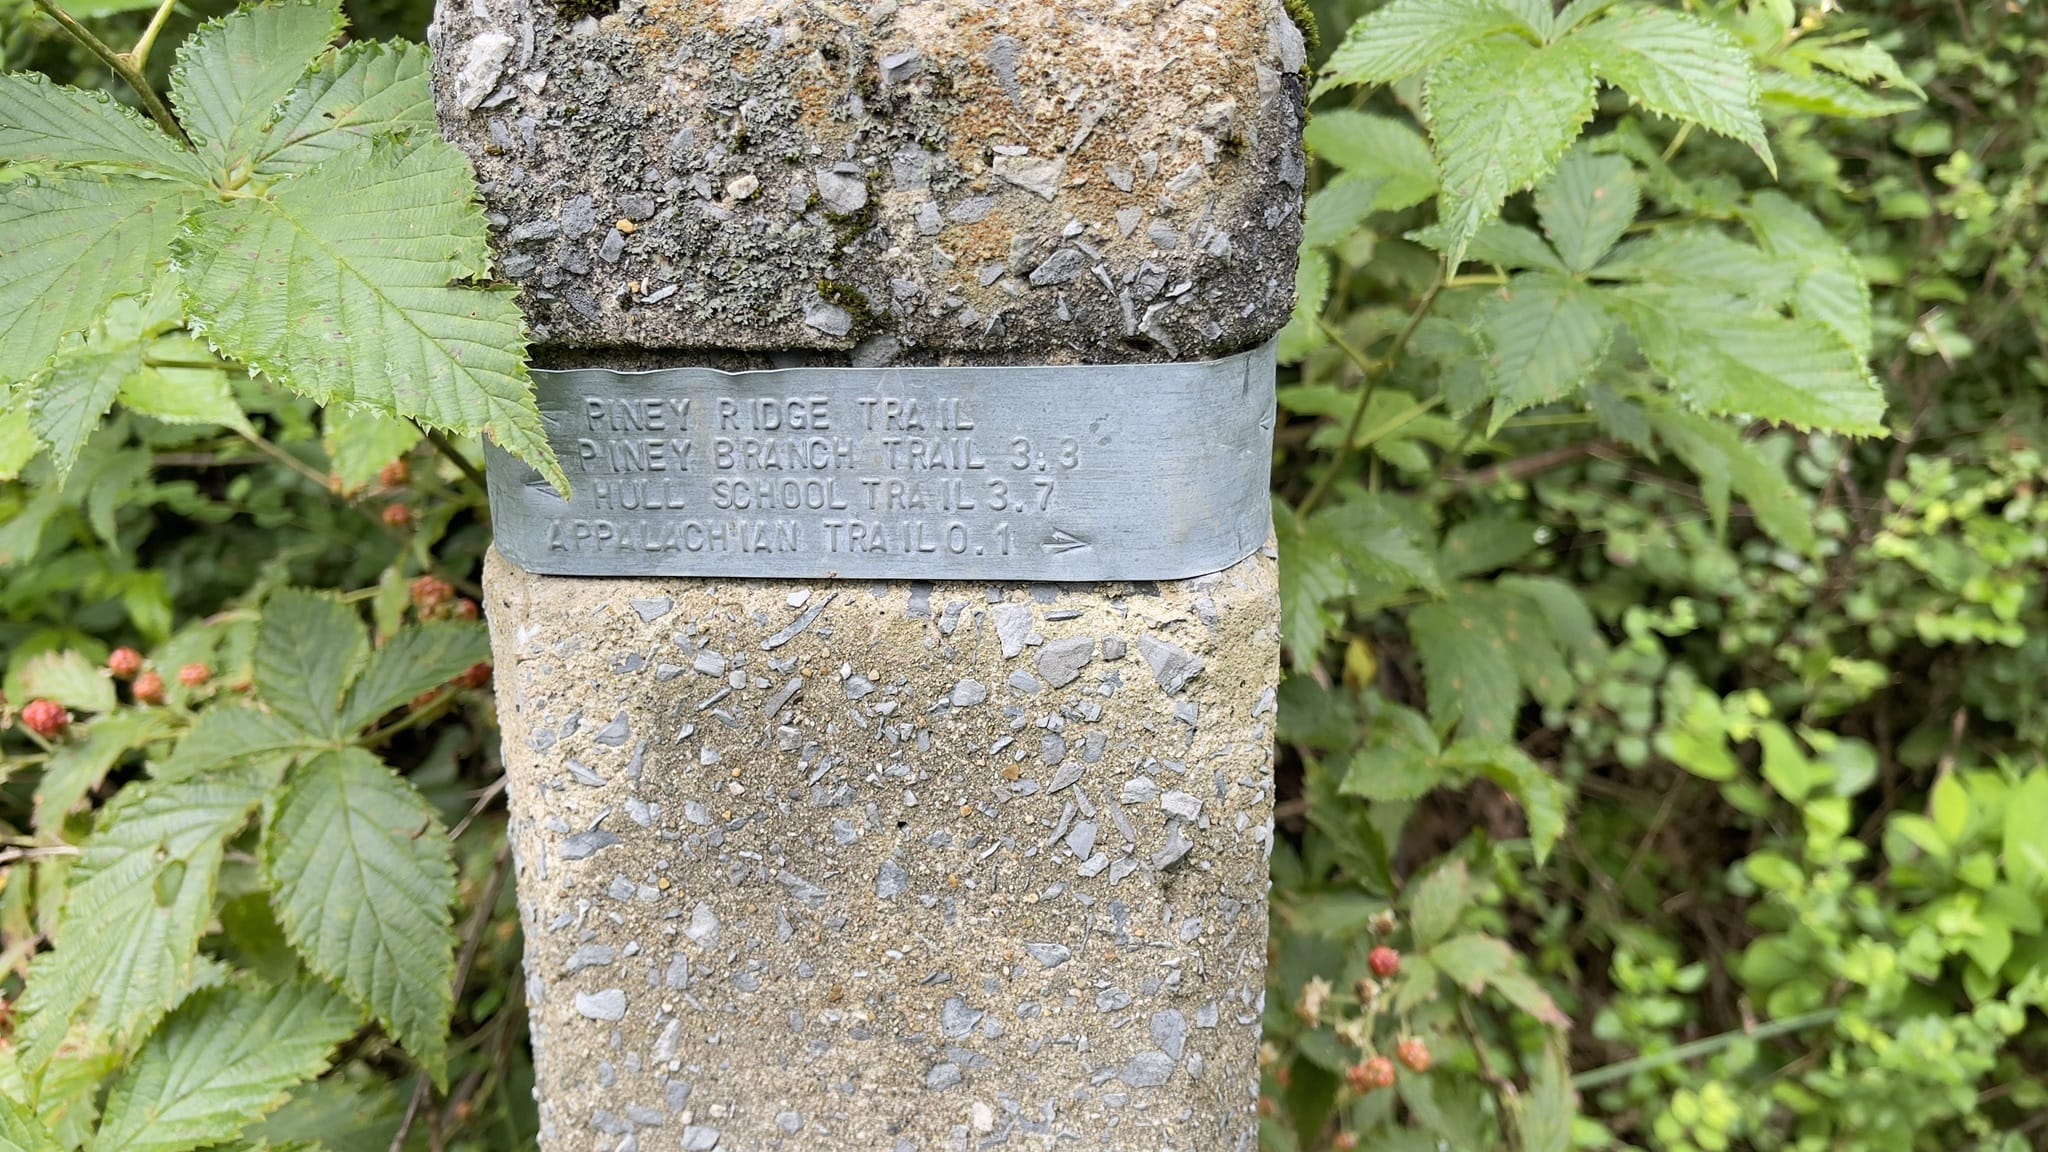 PINEY RIDGE TRAIL
PINEY BRANCH TRAIL 3.3
HULL SCHOOL TRAIL 3.7
APPALACHIAN TRAIL 0.1